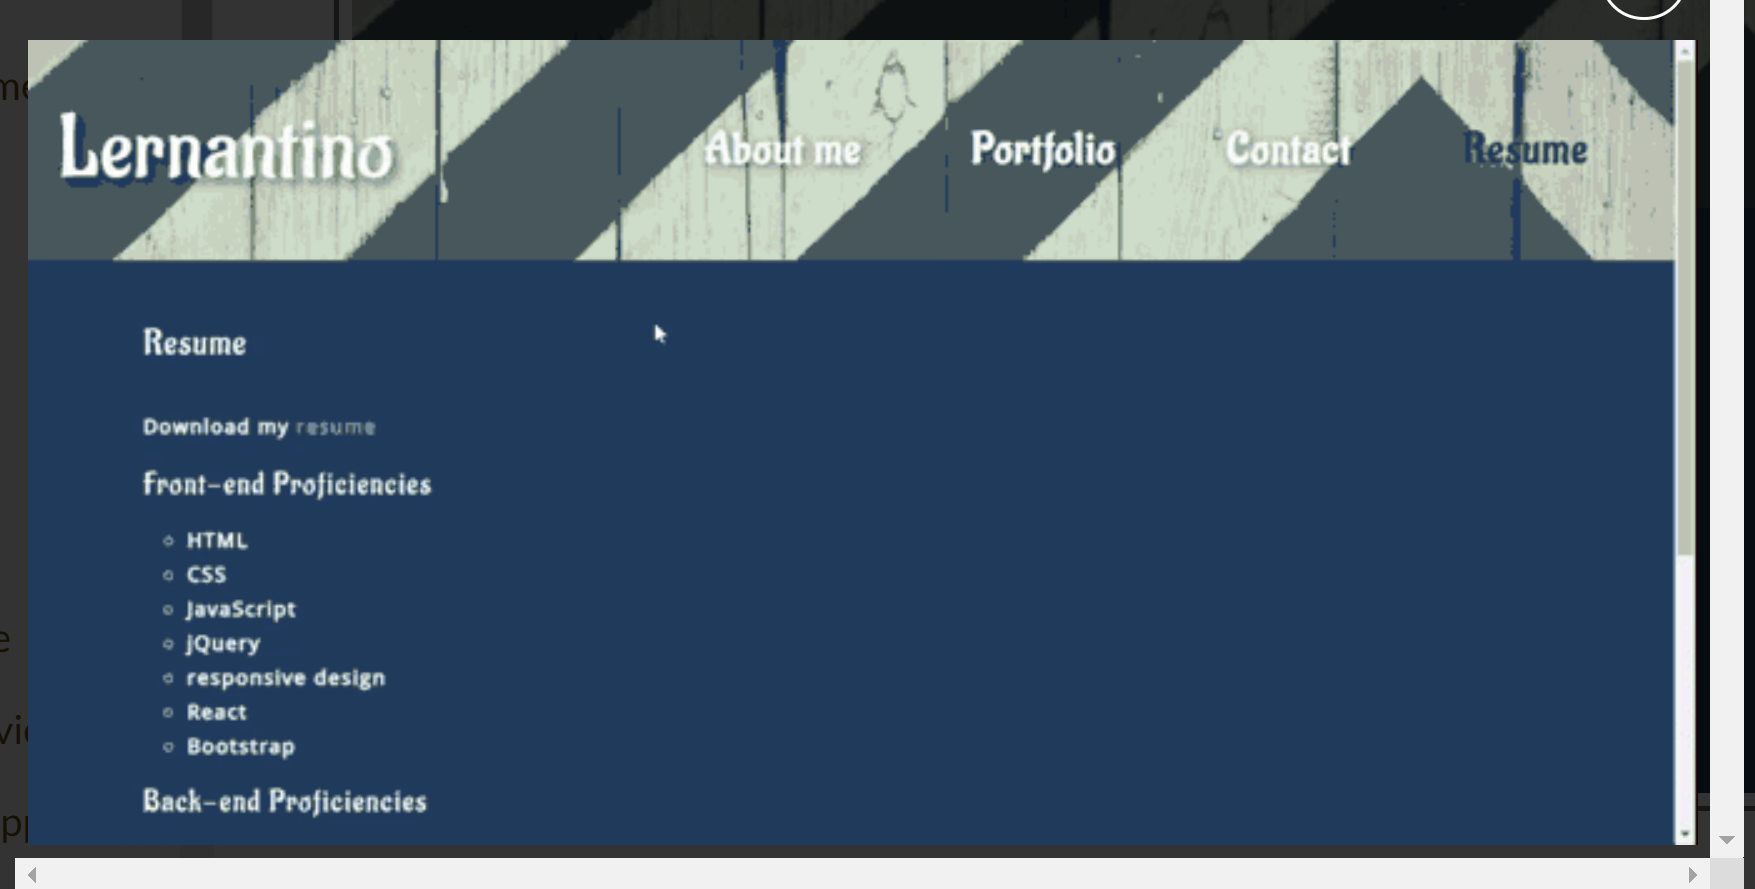 Lernantino
About me Portfolio Contact Resume
Resume
Download my resume
Front-end Proficiencies
HTML
CSS
JavaScript
jQuery
responsive design
React
Bootstrap
Back-end Proficiencies